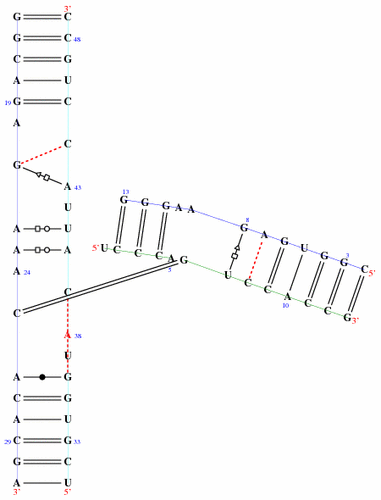 3'
G C
G C 48
C G
A U
19 G C
A
C
G
A 43
U
A U
A A
A
24
C
C
A
38
U
A G
C G
A U
29 C G 33
G C
A U
3' 5'
13
G G G A A
8
G A G U G G C
3
5'
5' U C C C A G
5
U C C A C C G
10
3'